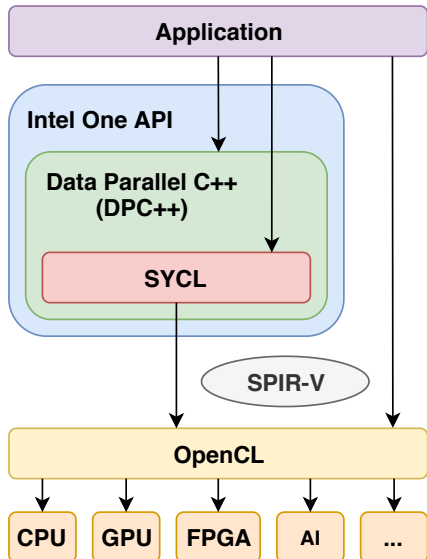 Application
Intel One API
Data Parallel C++
(DPC++)
SYCL
SPIR-V
OpenCL
CPU
GPU
FPGA
AI
...